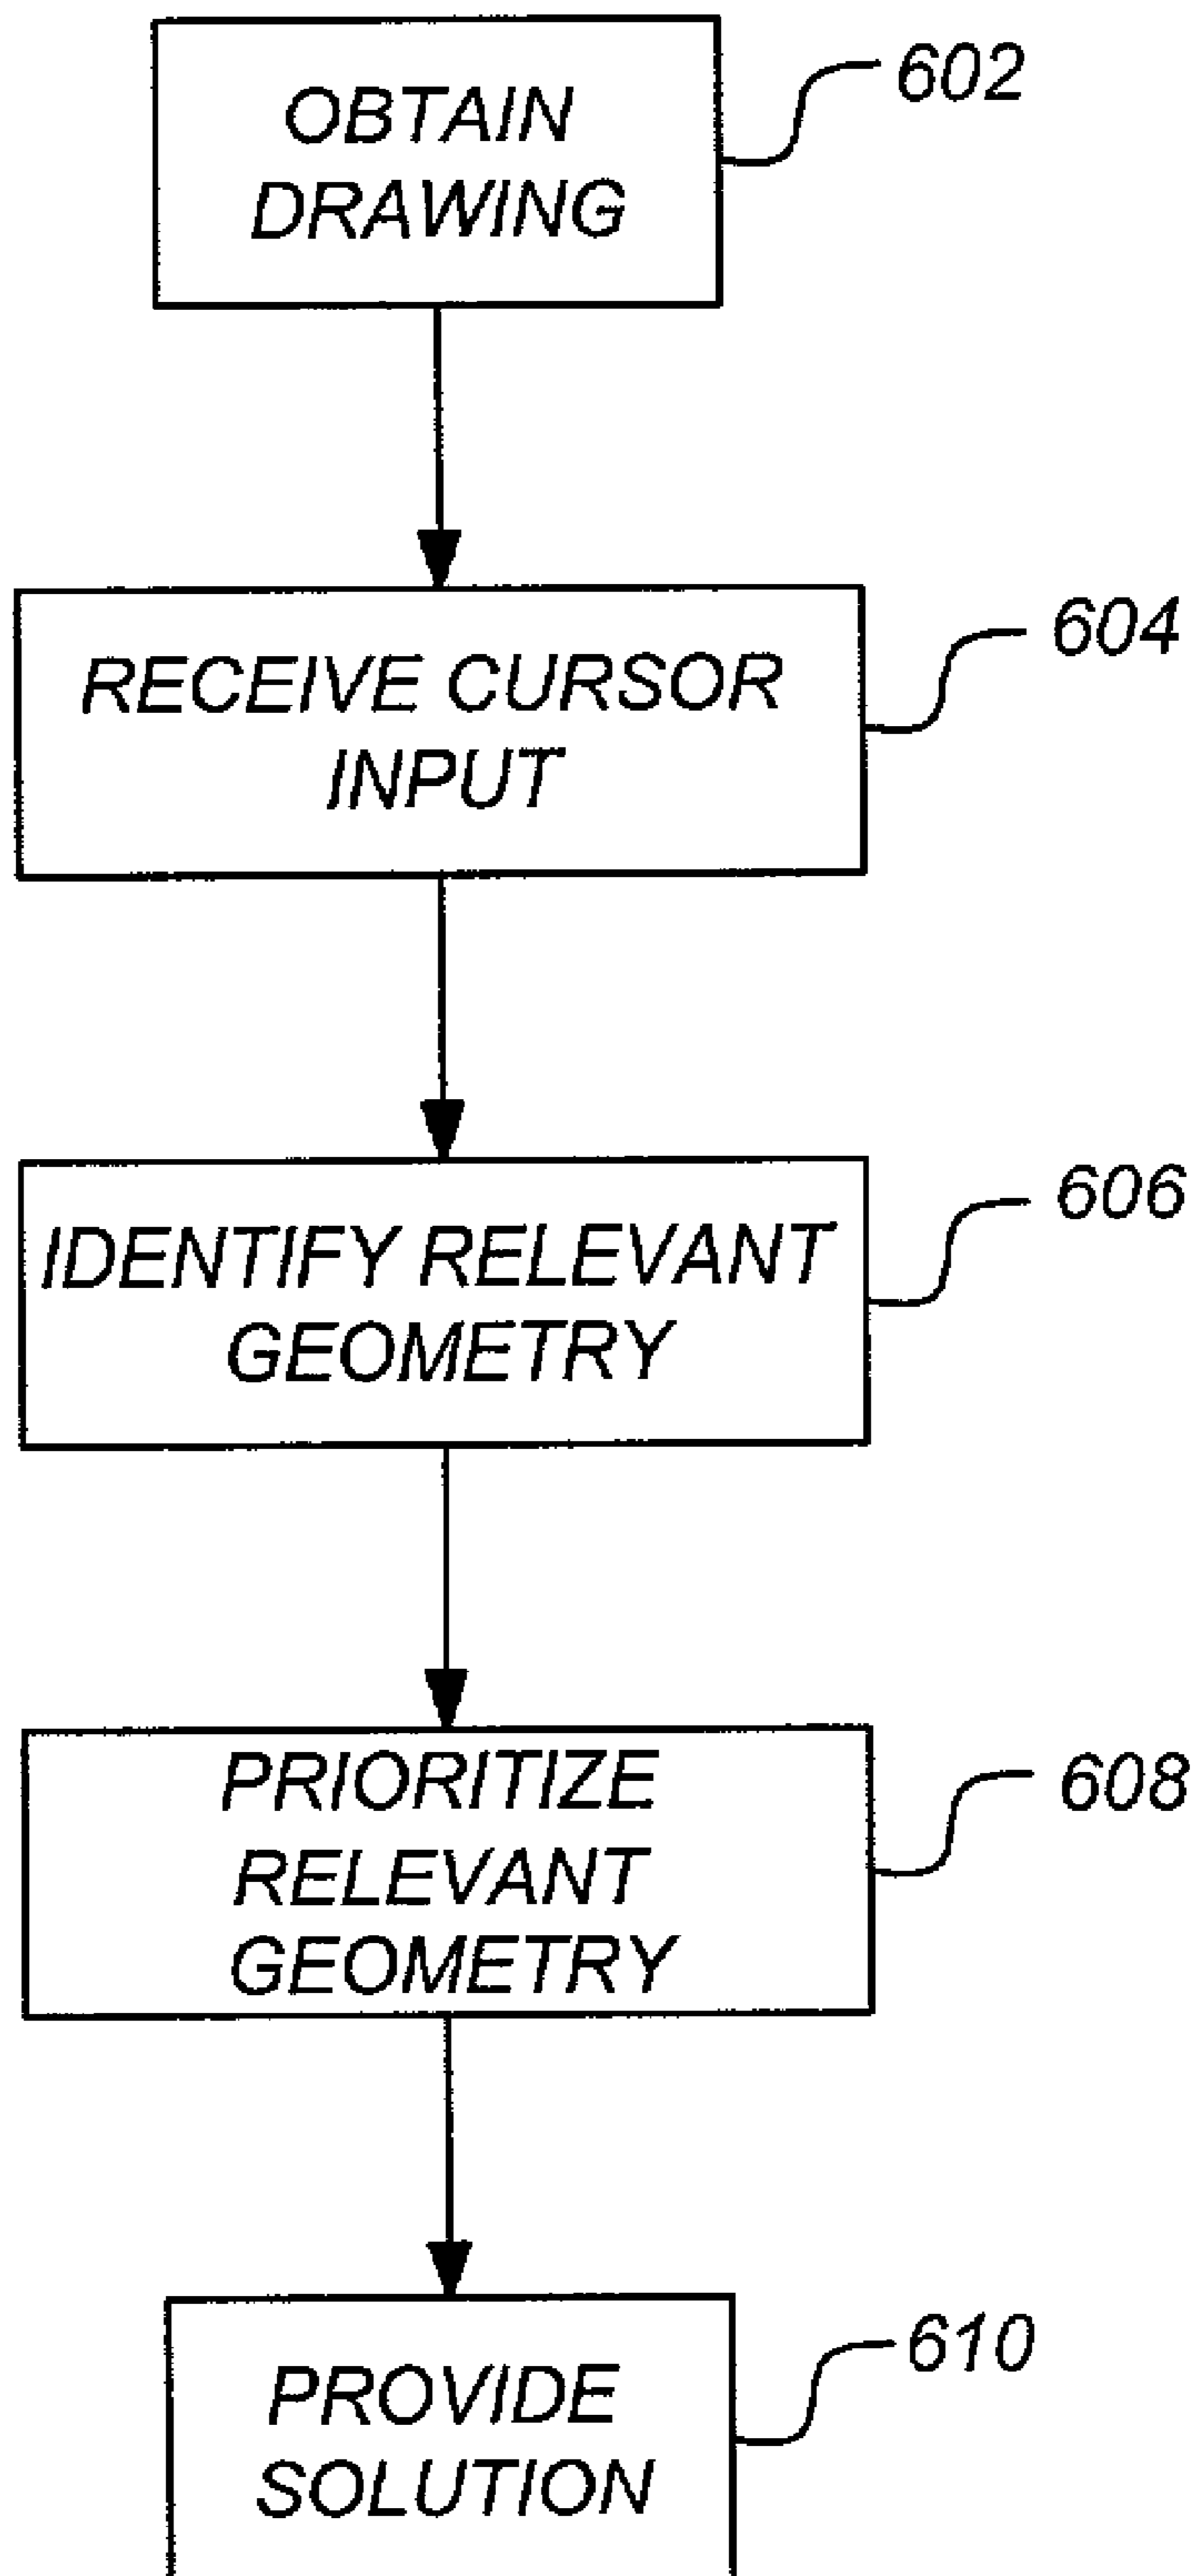 OBTAIN
DRAWING
602
RECEIVE CURSOR
INPUT
604
IDENTIFY RELEVANT
GEOMETRY
606
PRIORITIZE
RELEVANT
GEOMETRY
608
PROVIDE
SOLUTION
610